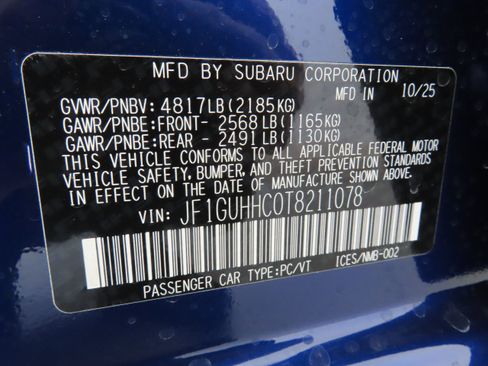 MFD BY SUBARU CORPORATION
MFD IN 10/25
GVWR/PNBV: 4817LB(2185KG)
GAWR/PNBE:FRONT- 2568LB(1165KG)
GAWR/PNBE:REAR - 2491LB(1130KG)
THIS VEHICLE CONFORMS TO ALL APPLICABLE FEDERAL MOTOR
VEHICLE SAFETY, BUMPER, AND THEFT PREVENTION STANDARDS
IN EFFECT ON THE DATE OF MANUFACTURE SHOWN ABOVE.
VIN: JF1GUHHC0T8211078
PASSENGER CAR TYPE:PC/VT ICES/NMB-002